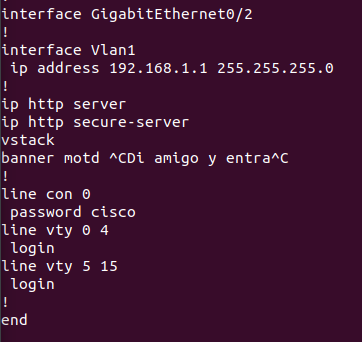 !
interface GigabitEthernet0/2
!
interface Vlan1
 ip address 192.168.1.1 255.255.255.0
!
ip http server
ip http secure-server
vstack
banner motd ^CDi amigo y entra^C
!
line con 0
 password cisco
line vty 0 4
 login
line vty 5 15
 login
!
end